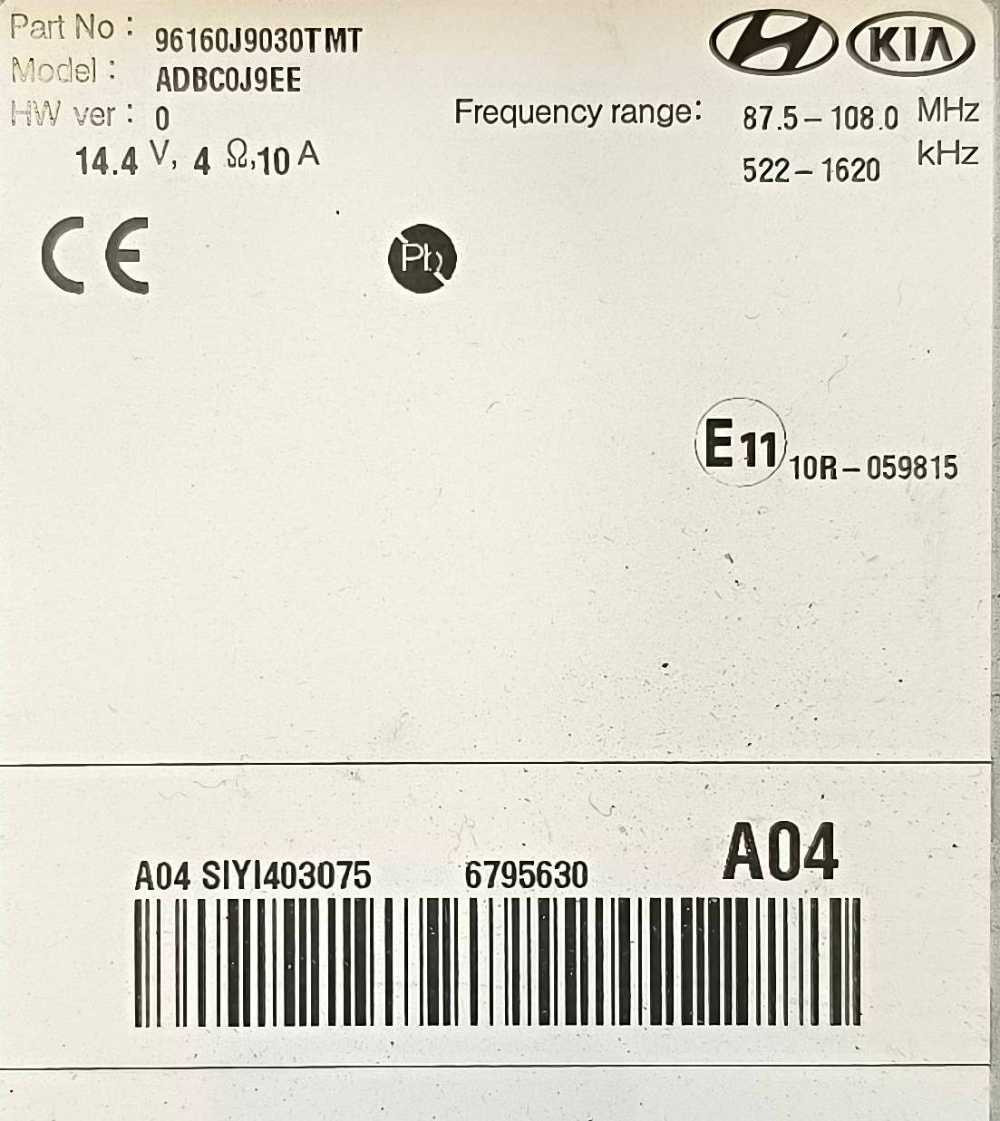 Part No : 96160J9030TMT
Model : ADBC0J9EE
HW ver : 0
14.4 V, 4 Ω,10 A
KIA
Frequency range: 87.5 – 108.0 MHz
522 – 1620 kHz
CE
Pb
E11 10R – 059815
A04 SIYI403075 6795630 A04